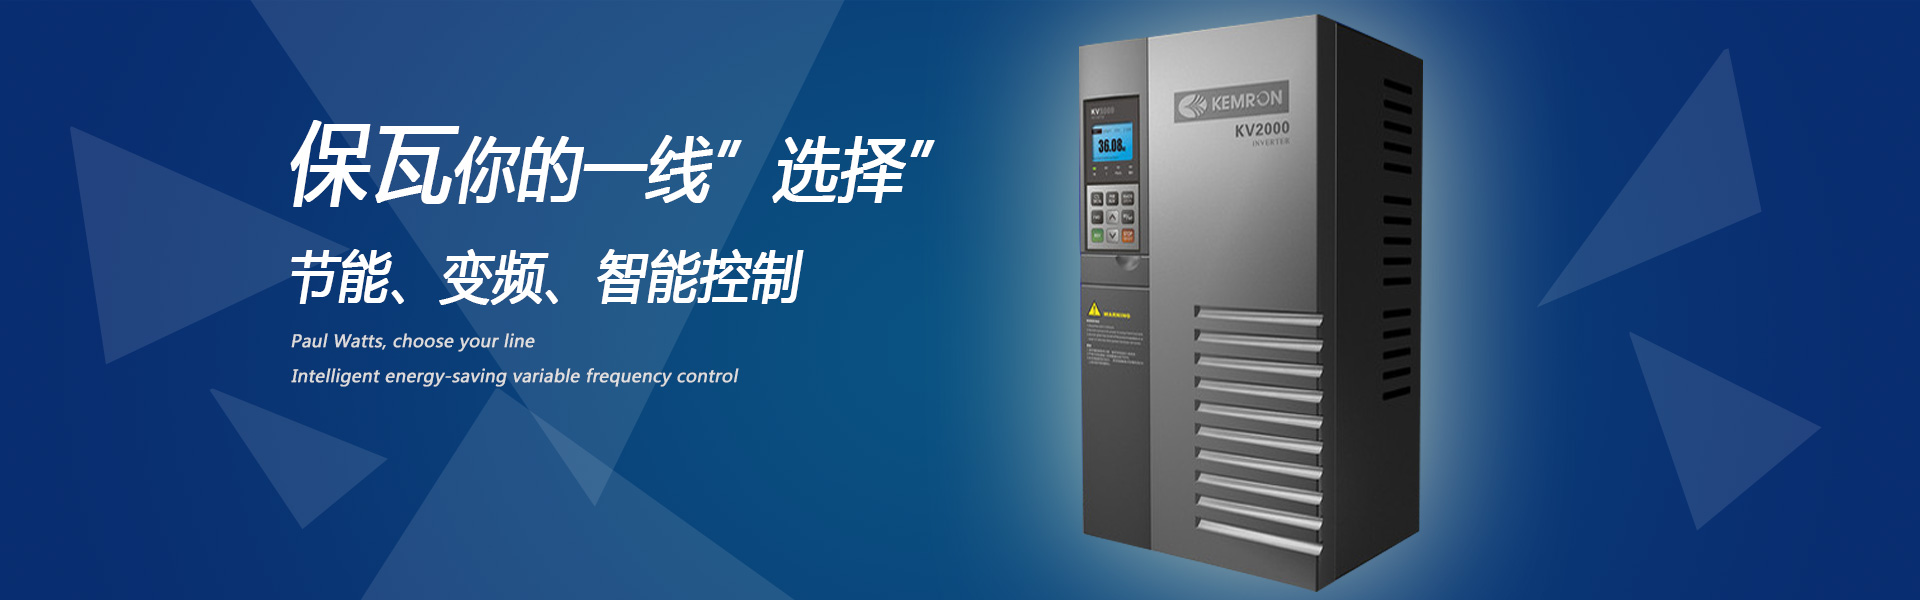 保瓦你的一线”选择”
节能、变频、智能控制
Paul Watts, choose your line
Intelligent energy-saving variable frequency control
KEMRON
KV2000
INVERTER
36.08
WARNING